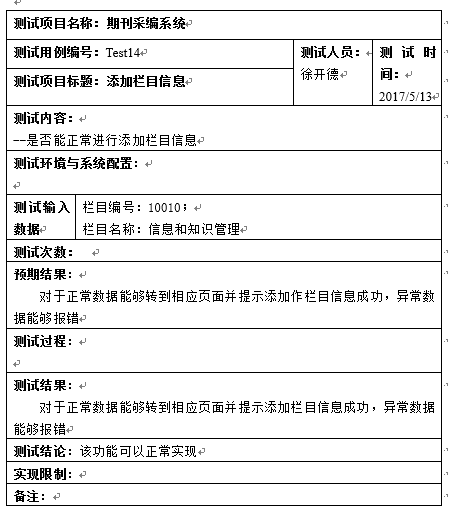 测试项目名称：期刊采编系统
测试用例编号：Test14
测试项目标题：添加栏目信息
测试人员：
徐开德
测试时
间：
2017/5/13
测试内容：
--是否能正常进行添加栏目信息
测试环境与系统配置：
测试输入
数据
栏目编号：10010；
栏目名称：信息和知识管理
测试次数：
预期结果：
对于正常数据能够转到相应页面并提示添加作栏目信息成功，异常数
据能够报错
测试过程：
测试结果：
对于正常数据能够转到相应页面并提示添加栏目信息成功，异常数据
能够报错
测试结论：该功能可以正常实现
实现限制：
备注：